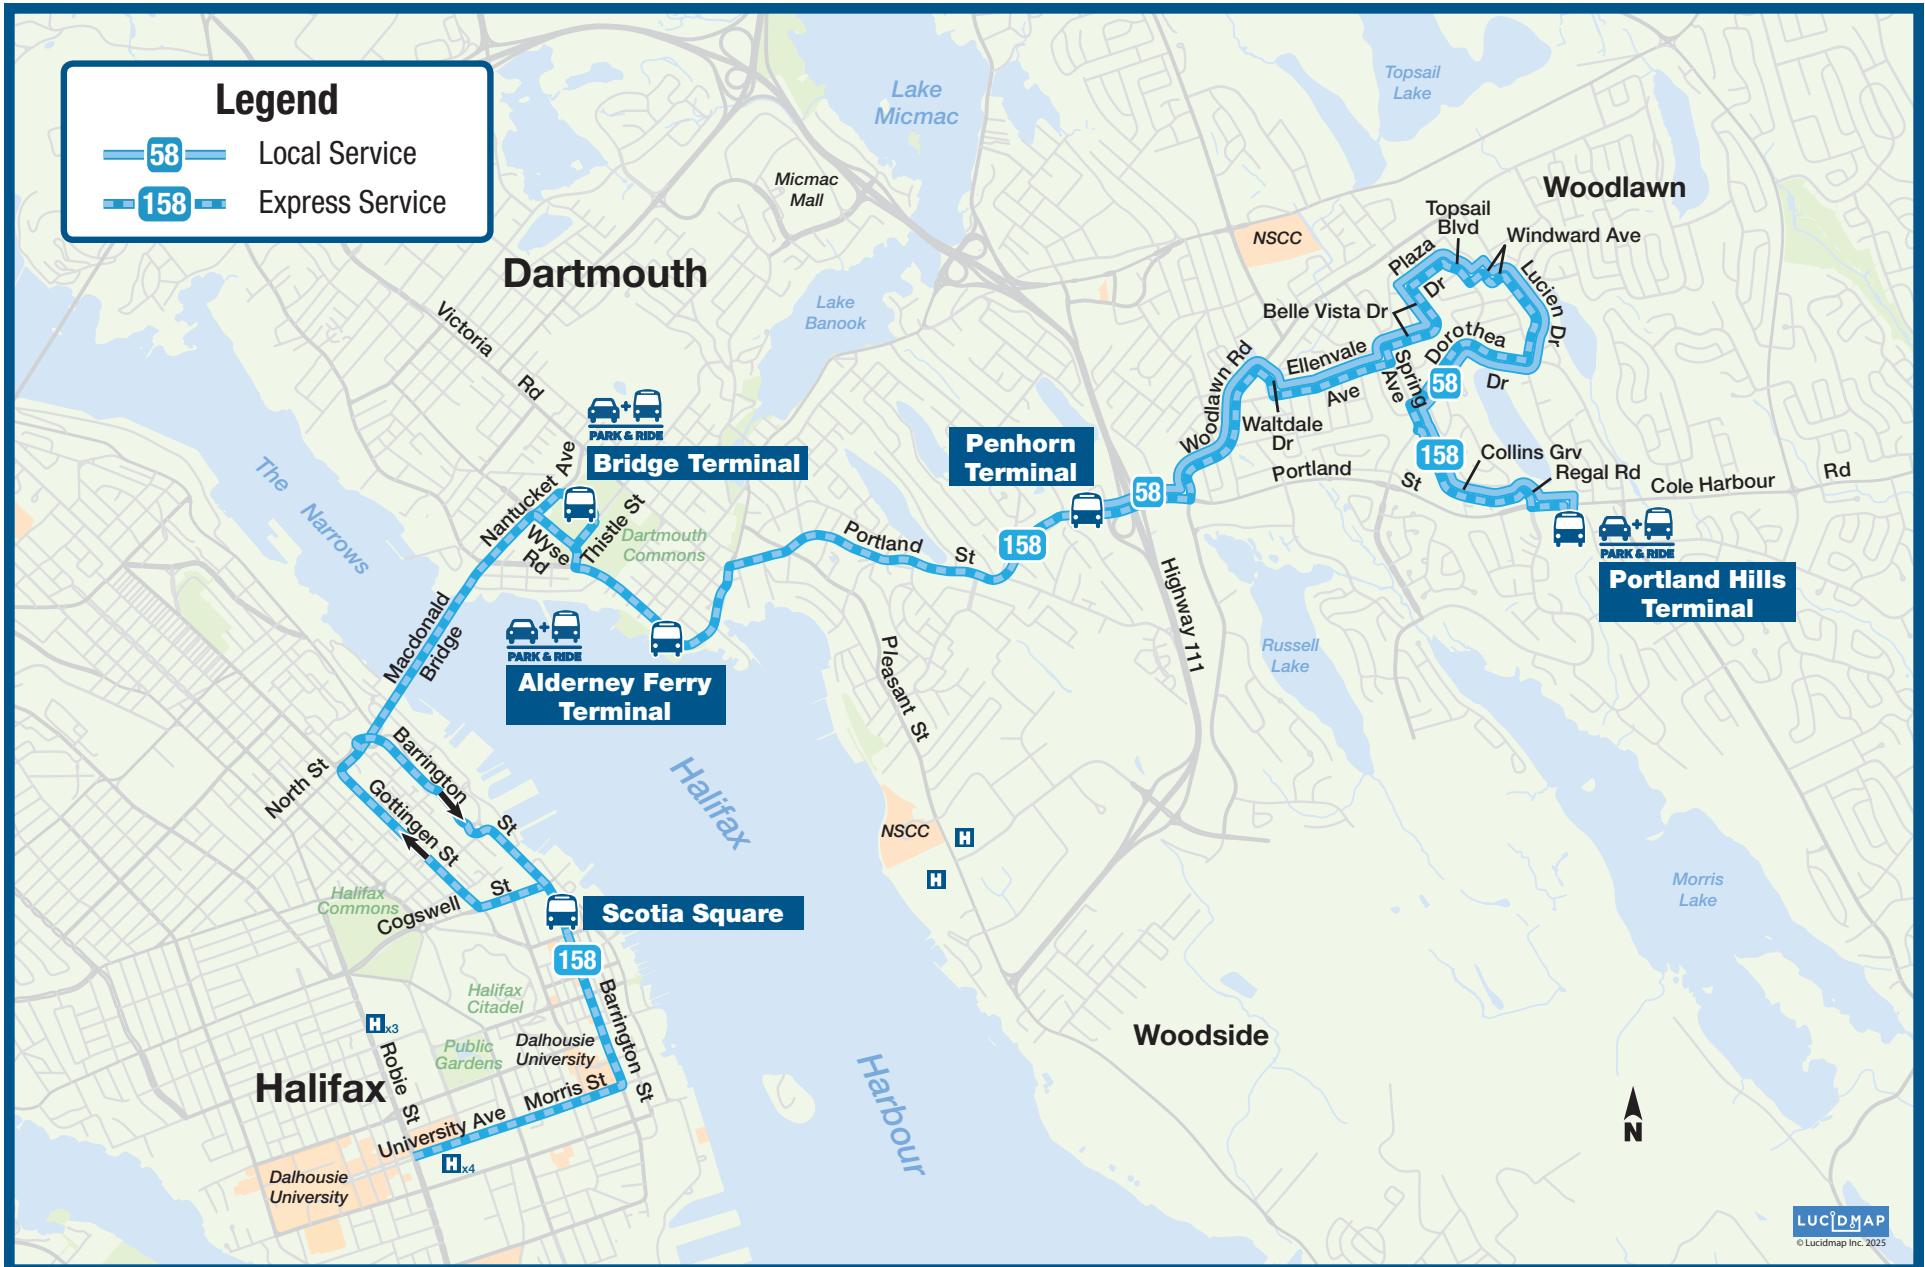 Legend
58 Local Service
158 Express Service
Lake
Micmac
Topsail
Lake
Micmac
Mall
Woodlawn
NSCC
Topsail
Blvd
Windward Ave
Plaza
Dr
Lucien Dr
Dartmouth
Lake
Banook
Belle Vista Dr
Victoria
Rd
Dorothea
Dr
Ellenvale
Ave
Spring
Ave
58
Woodlawn Rd
Waltdale
Dr
PARK & RIDE
Bridge Terminal
Penhorn
Terminal
158
Collins Grv
Regal Rd
Portland
St
Cole Harbour
Rd
58
The
Narrows
Nantucket Ave
Wyse
Rd
Thistle St
Dartmouth
Commons
Portland
St
158
PARK & RIDE
Portland Hills
Terminal
Highway 111
Macdonald
Bridge
PARK & RIDE
Alderney Ferry
Terminal
Pleasant St
Russell
Lake
Barrington
St
North St
Gottingen St
Halifax
NSCC
H
H
Halifax
Commons
Cogswell
St
Scotia Square
Morris
Lake
158
Halifax
Citadel
Barrington St
Hx3
Robie St
Public
Gardens
Dalhousie
University
Woodside
Halifax
Morris St
University Ave
Harbour
Hx4
Dalhousie
University
N
LUCIDMAP
© Lucidmap Inc. 2025